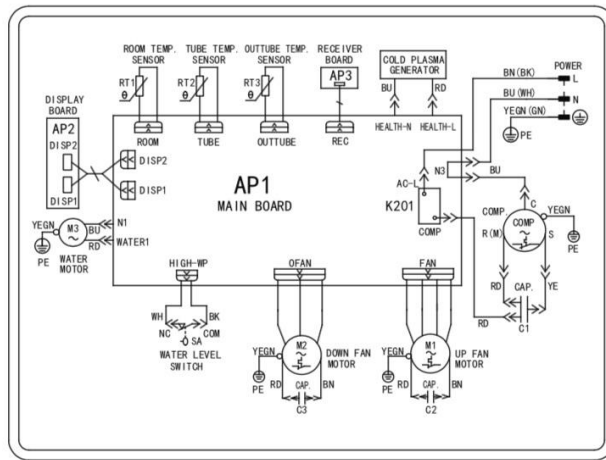 ROOM TEMP. SENSOR
TUBE TEMP. SENSOR
OUTTUBE TEMP. SENSOR
RECEIVER BOARD
COLD PLASMA GENERATOR
POWER
BN(BK)
L
BU(WH)
N
YEGN(GN)
PE
RT1
θ
RT2
θ
RT3
θ
AP3
BU
RD
DISPLAY BOARD
AP2
DISP2
DISP1
ROOM
TUBE
OUTTUBE
REC
HEALTH-N
HEALTH-L
DISP2
DISP1
AP1
MAIN BOARD
AC-L
K201
COMP
N3
BU
C
COMP.
COMP
R(M)
S
YEGN
PE
YEGN
M3
BU
N1
RD
WATER1
PE
WATER MOTOR
HIGH-WP
OFAN
FAN
RD
CAP.
YE
C1
RD
WH
BK
NC
COM
SA
WATER LEVEL SWITCH
YEGN
M2
DOWN FAN MOTOR
PE
RD
CAP.
BN
C3
YEGN
M1
UP FAN MOTOR
PE
RD
CAP.
BN
C2